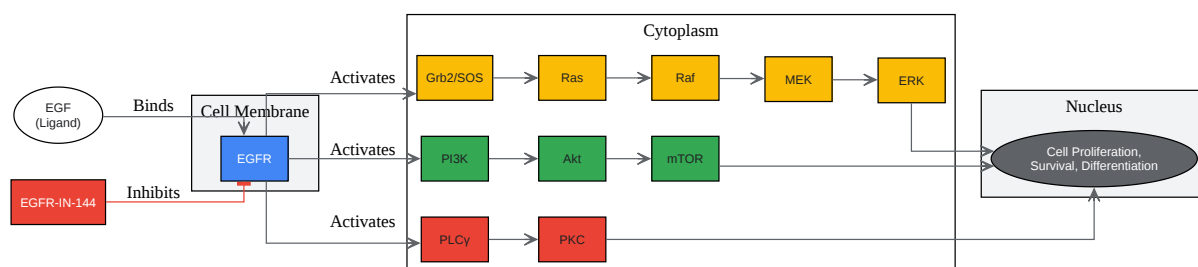 Cytoplasm
Activates
Grb2/SOS
Ras
Raf
MEK
ERK
EGF
(Ligand)
Binds
Cell Membrane
Nucleus
EGFR
Activates
PI3K
Akt
mTOR
Cell Proliferation,
Survival, Differentiation
EGFR-IN-144
Inhibits
Activates
PLCγ
PKC